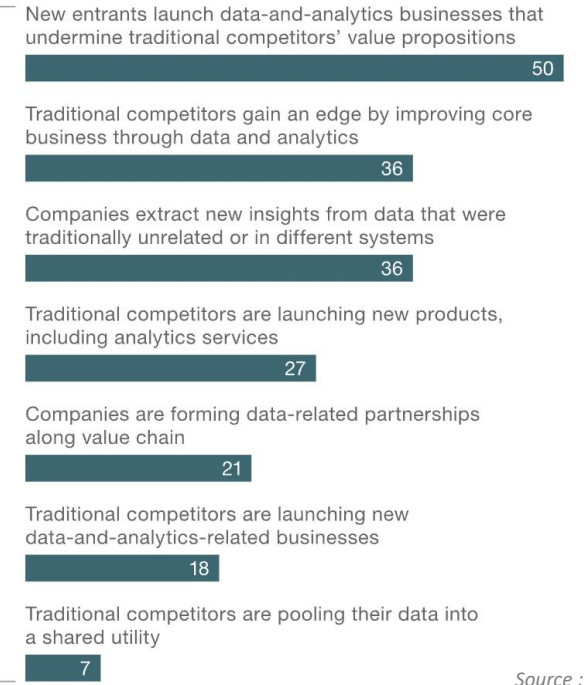 New entrants launch data-and-analytics businesses that
undermine traditional competitors’ value propositions
50
Traditional competitors gain an edge by improving core
business through data and analytics
36
Companies extract new insights from data that were
traditionally unrelated or in different systems
36
Traditional competitors are launching new products,
including analytics services
27
Companies are forming data-related partnerships
along value chain
21
Traditional competitors are launching new
data-and-analytics-related businesses
18
Traditional competitors are pooling their data into
a shared utility
7
Source :